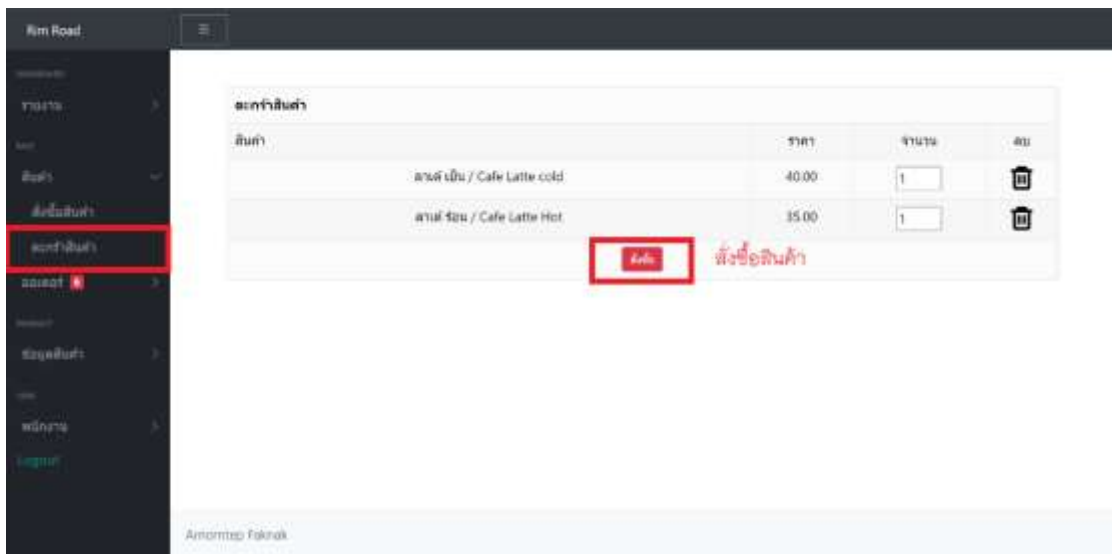 Rim Road
รายงาน
สินค้า
สั่งซื้อสินค้า
ตะกร้าสินค้า
ออเดอร์
ข้อมูลสินค้า
พนักงาน
Logout
ตะกร้าสินค้า
สินค้า ราคา จำนวน ลบ
ลาเต้ เย็น / Cafe Latte cold 40.00 1
ลาเต้ ร้อน / Cafe Latte Hot 35.00 1
สั่งซื้อ สั่งซื้อสินค้า
Amorntep Faknak